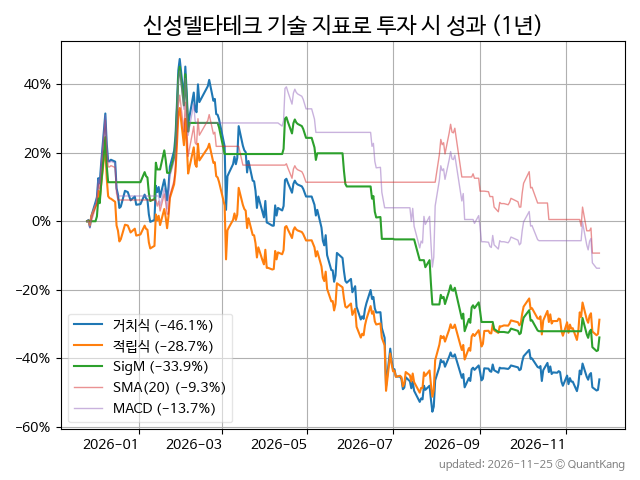 신성델타테크 기술 지표로 투자 시 성과 (1년)
40%
20%
0%
−20%
−40%
−60%
거치식 (−46.1%)
적립식 (−28.7%)
SigM (−33.9%)
SMA(20) (−9.3%)
MACD (−13.7%)
2026−01 2026−03 2026−05 2026−07 2026−09 2026−11
updated: 2026−11−25 © QuantKang